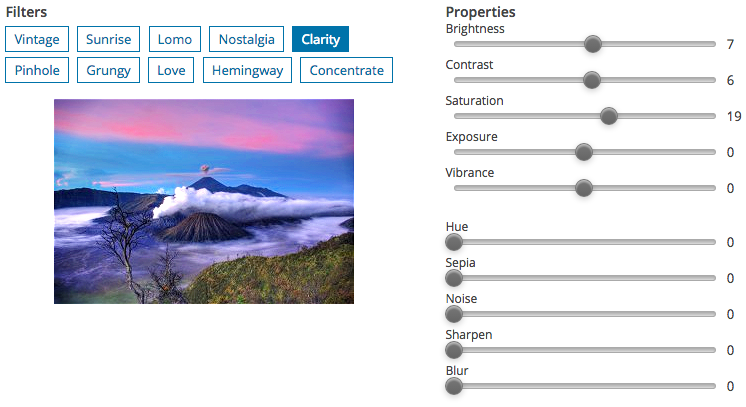 Filters
Vintage Sunrise Lomo Nostalgia Clarity
Pinhole Grungy Love Hemingway Concentrate
Properties
Brightness
7
Contrast
6
Saturation
19
Exposure
0
Vibrance
0
Hue
0
Sepia
0
Noise
0
Sharpen
0
Blur
0